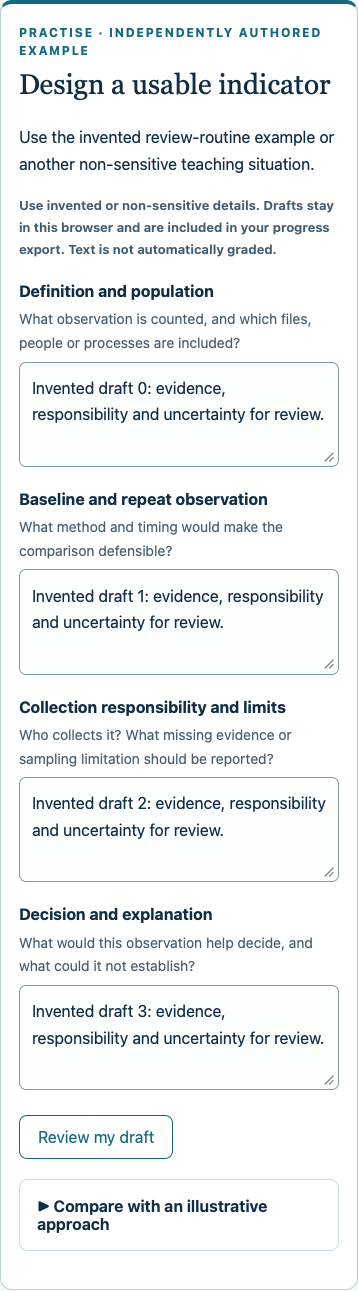 PRACTISE · INDEPENDENTLY AUTHORED
EXAMPLE
Design a usable indicator
Use the invented review-routine example or
another non-sensitive teaching situation.
Use invented or non-sensitive details. Drafts stay
in this browser and are included in your progress
export. Text is not automatically graded.
Definition and population
What observation is counted, and which files,
people or processes are included?
Invented draft 0: evidence,
responsibility and uncertainty for review.
Baseline and repeat observation
What method and timing would make the
comparison defensible?
Invented draft 1: evidence, responsibility
and uncertainty for review.
Collection responsibility and limits
Who collects it? What missing evidence or
sampling limitation should be reported?
Invented draft 2: evidence, responsibility
and uncertainty for review.
Decision and explanation
What would this observation help decide, and
what could it not establish?
Invented draft 3: evidence,
responsibility and uncertainty for review.
Review my draft
Compare with an illustrative
approach